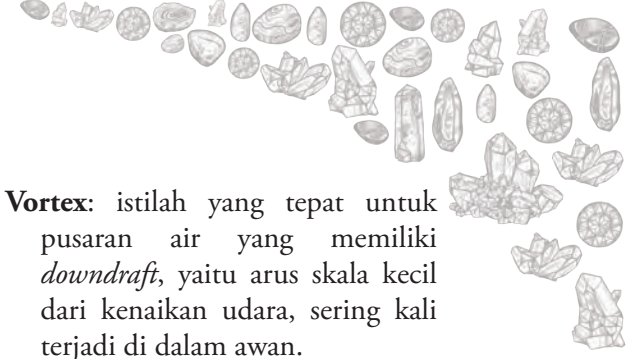 Vortex: istilah yang tepat untuk
pusaran air yang memiliki
downdraft, yaitu arus skala kecil
dari kenaikan udara, sering kali
terjadi di dalam awan.